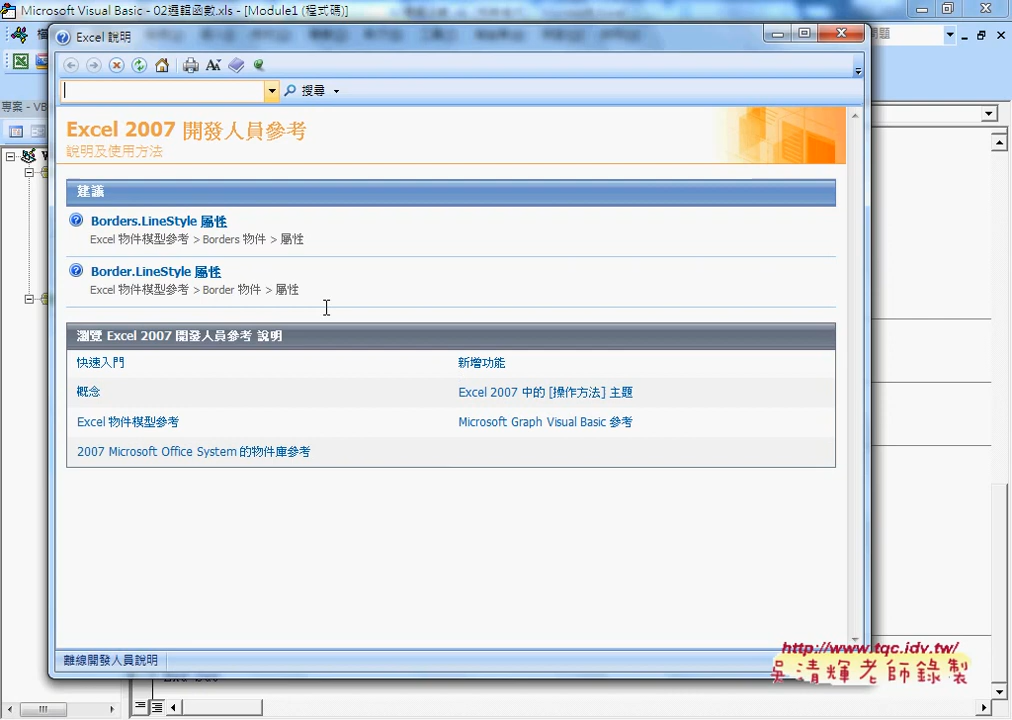 Microsoft Visual Basic - 02邏輯函數.xls - [Module1 (程式碼)]
Excel 說明
搜尋
專案 - VB
Excel 2007 開發人員參考
說明及使用方法
建議
Borders.LineStyle 屬性
Excel 物件模型參考 > Borders 物件 > 屬性
Border.LineStyle 屬性
Excel 物件模型參考 > Border 物件 > 屬性
瀏覽 Excel 2007 開發人員參考 說明
快速入門
新增功能
概念
Excel 2007 中的 [操作方法] 主題
Excel 物件模型參考
Microsoft Graph Visual Basic 參考
2007 Microsoft Office System 的物件庫參考
離線開發人員說明
http://www.tqc.idv.tw/
吳清輝老師錄製